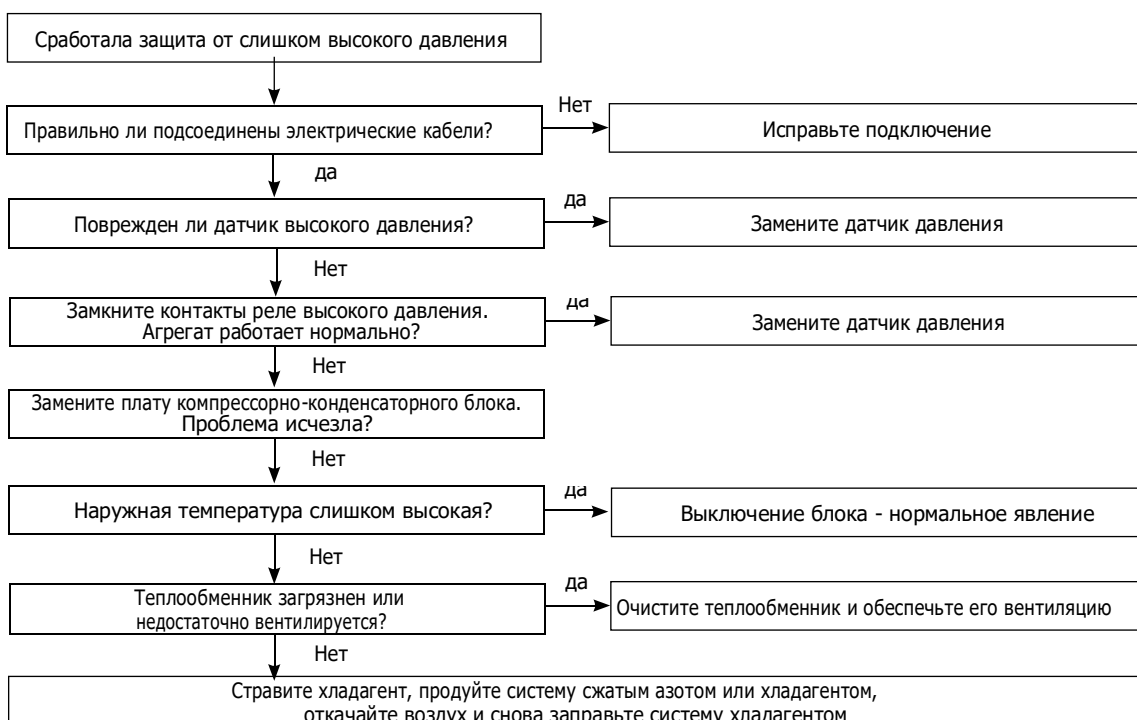 Сработала защита от слишком высокого давления
Нет
Правильно ли подсоединены электрические кабели?
Исправьте подключение
да
да
Поврежден ли датчик высокого давления?
Замените датчик давления
Нет
да
Замкните контакты реле высокого давления.
Агрегат работает нормально?
Замените датчик давления
Нет
Замените плату компрессорно-конденсаторного блока.
Проблема исчезла?
Нет
да
Наружная температура слишком высокая?
Выключение блока - нормальное явление
Нет
да
Теплообменник загрязнен или
недостаточно вентилируется?
Очистите теплообменник и обеспечьте его вентиляцию
Нет
Стравите хладагент, продуйте систему сжатым азотом или хладагентом,
откачайте воздух и снова заправьте систему хладагентом